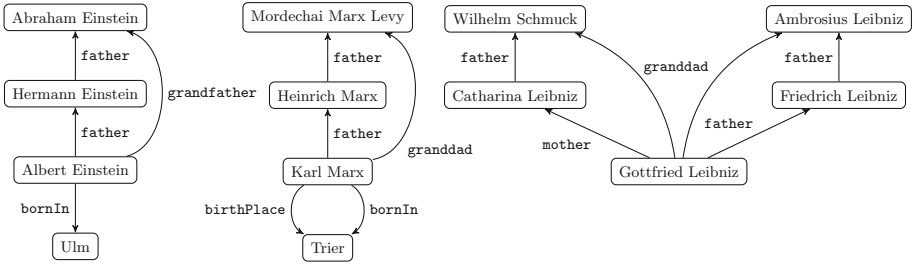 Abraham Einstein
Mordechai Marx Levy
Wilhelm Schmuck
Ambrosius Leibniz
father
father
father
granddad
father
Hermann Einstein
grandfather
Heinrich Marx
Catharina Leibniz
Friedrich Leibniz
father
father
granddad
mother
father
Albert Einstein
Karl Marx
Gottfried Leibniz
bornIn
birthPlace
bornIn
Ulm
Trier